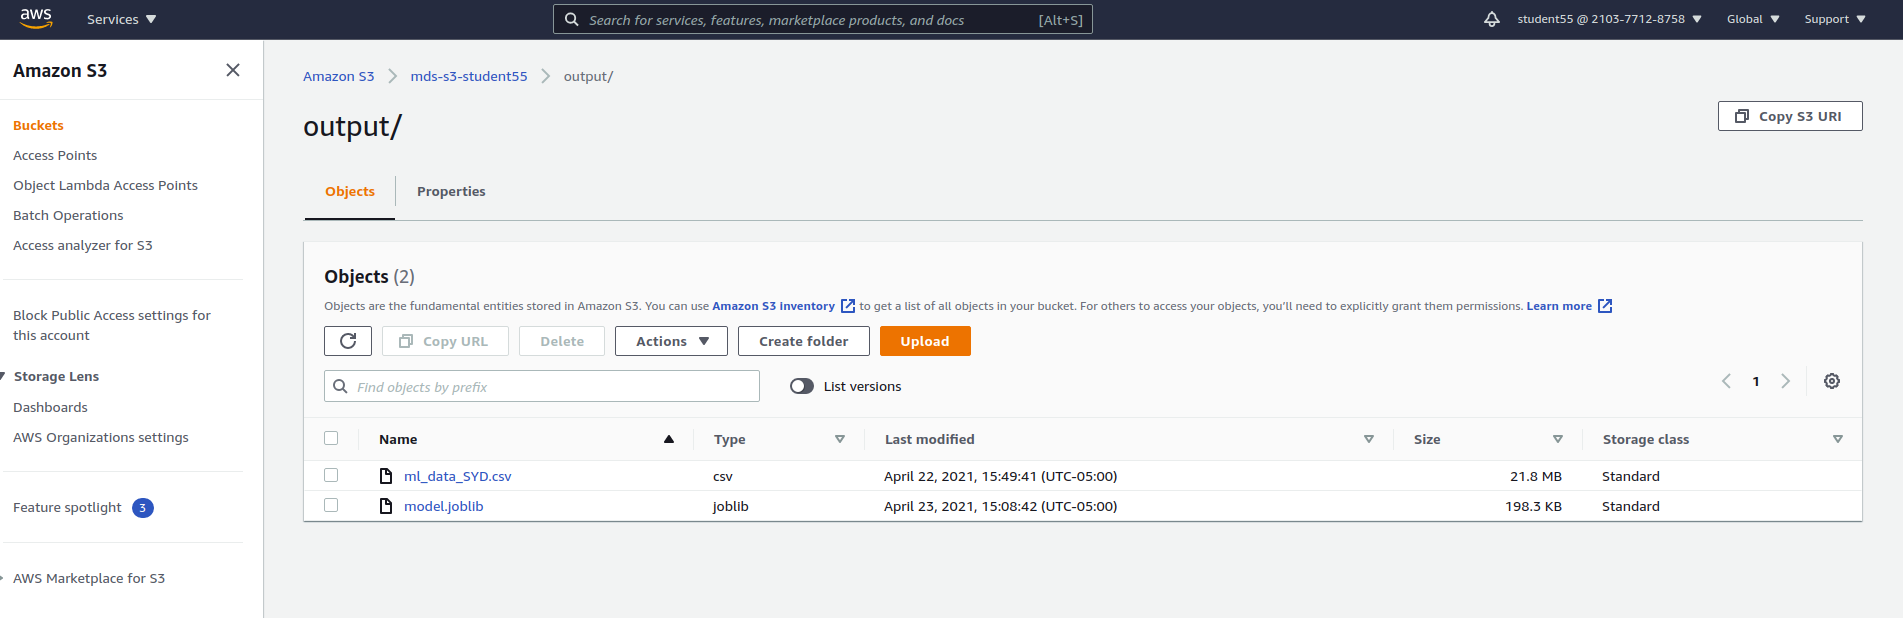 aws Services Search for services, features, marketplace products, and docs [Alt+S] student55 @ 2103-7712-8758 Global Support
Amazon S3
Buckets
Access Points
Object Lambda Access Points
Batch Operations
Access analyzer for S3
Block Public Access settings for
this account
Storage Lens
Dashboards
AWS Organizations settings
Feature spotlight 3
AWS Marketplace for S3
Amazon S3 mds-s3-student55 output/
output/
Copy S3 URI
Objects Properties
Objects (2)
Objects are the fundamental entities stored in Amazon S3. You can use Amazon S3 inventory to get a list of all objects in your bucket. For others to access your objects, you'll need to explicitly grant them permissions. Learn more
Copy URL Delete Actions Create folder Upload
Find objects by prefix List versions 1
Name Type Last modified Size Storage class
ml_data_SYD.csv csv April 22, 2021, 15:49:41 (UTC-05:00) 21.8 MB Standard
model.joblib joblib April 23, 2021, 15:08:42 (UTC-05:00) 198.3 KB Standard